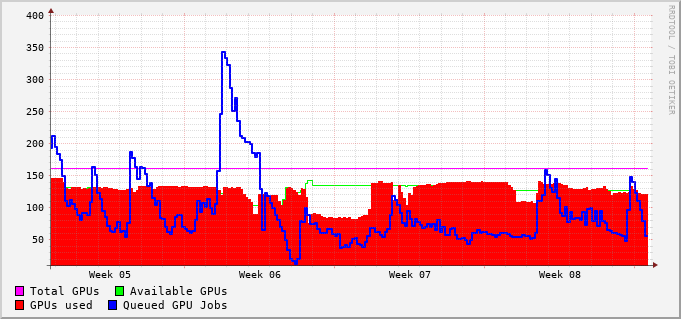 400
350
300
250
200
150
100
50
Week 05 Week 06 Week 07 Week 08
Total GPUs Available GPUs
GPUs used Queued GPU Jobs
RRDTOOL / TOBI OETIKER